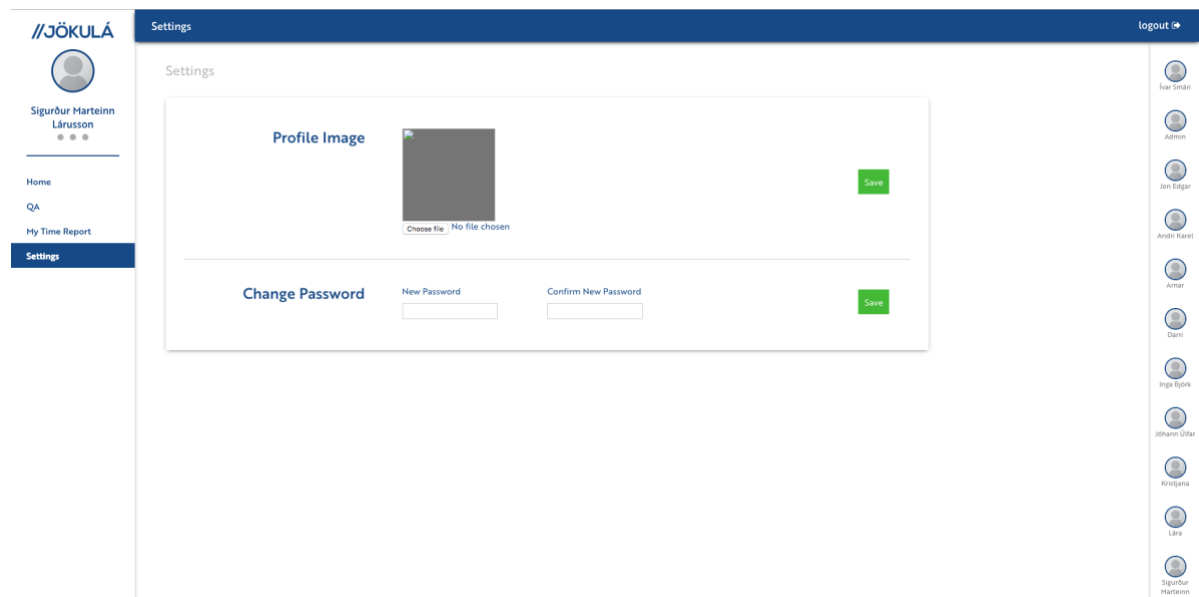 //JÖKULÁ
Settings
logout
Sigurður Marteinn
Lárusson
Home
QA
My Time Report
Settings
Settings
Profile Image
Choose file No file chosen
Save
Change Password
New Password
Confirm New Password
Save
Ívar Smári
Admin
Jón Edgar
Andri Karel
Arnar
Darri
Inga Björk
Jóhann Úlfar
Kristjana
Lára
Sigurður
Marteinn